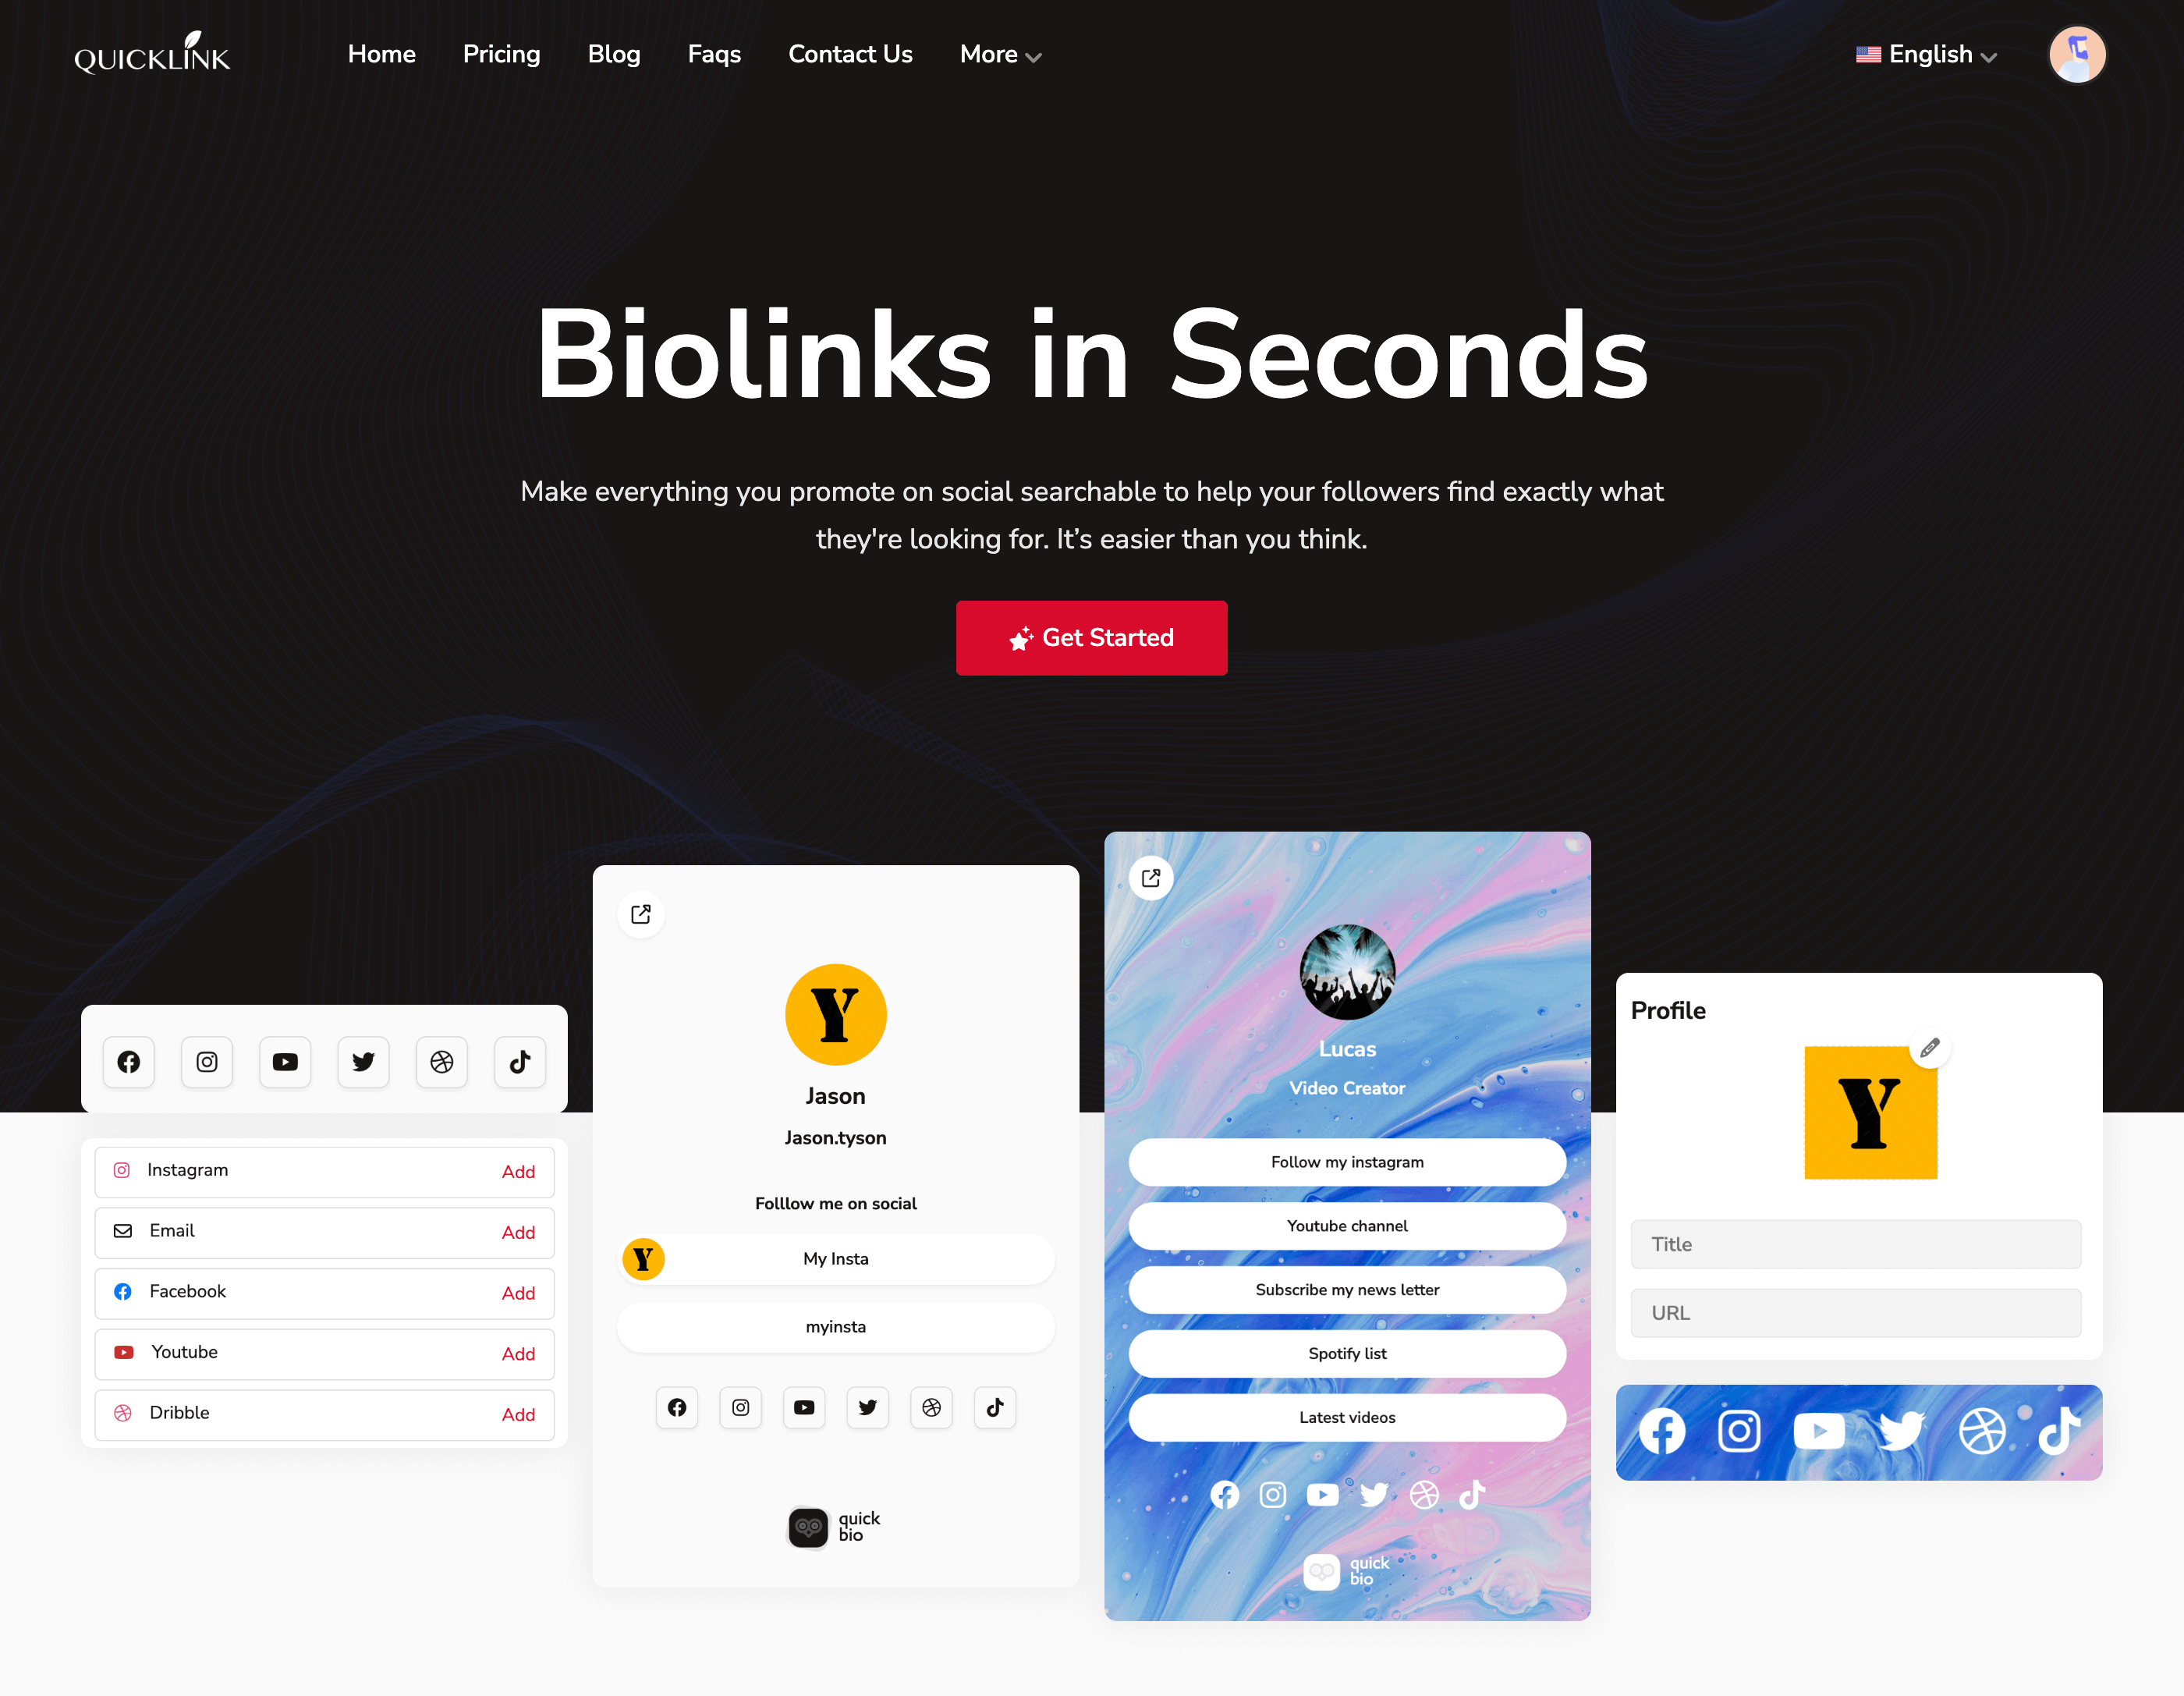 QUICKLINK
Home Pricing Blog Faqs Contact Us More
English
Biolinks in Seconds
Make everything you promote on social searchable to help your followers find exactly what
they're looking for. It’s easier than you think.
Get Started
Instagram Add
Email Add
Facebook Add
Youtube Add
Dribble Add
Y
Jason
Jason.tyson
Folllow me on social
Y My Insta
myinsta
quick
bio
Lucas
Video Creator
Follow my instagram
Youtube channel
Subscribe my news letter
Spotify list
Latest videos
quick
bio
Profile
Y
Title
URL